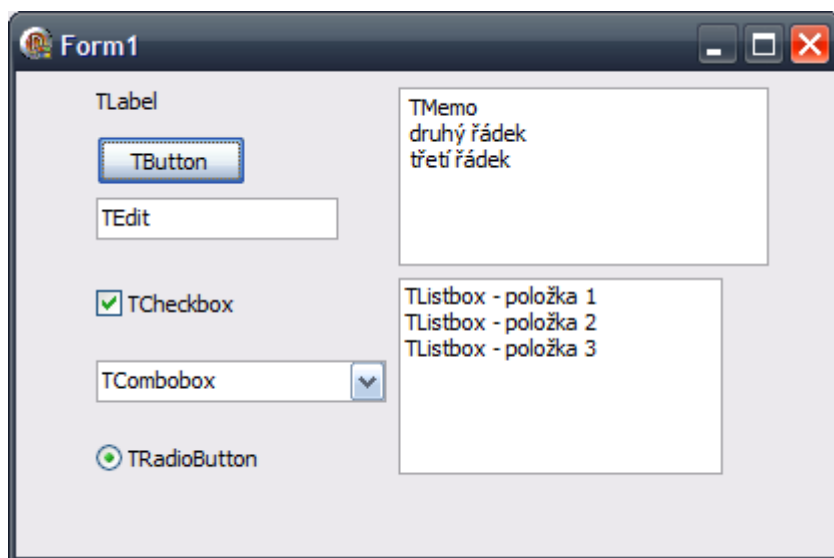 Form1
TLabel
TButton
TEdit
TCheckbox
TCombobox
TRadioButton
TMemo
druhý řádek
třetí řádek
TListbox - položka 1
TListbox - položka 2
TListbox - položka 3